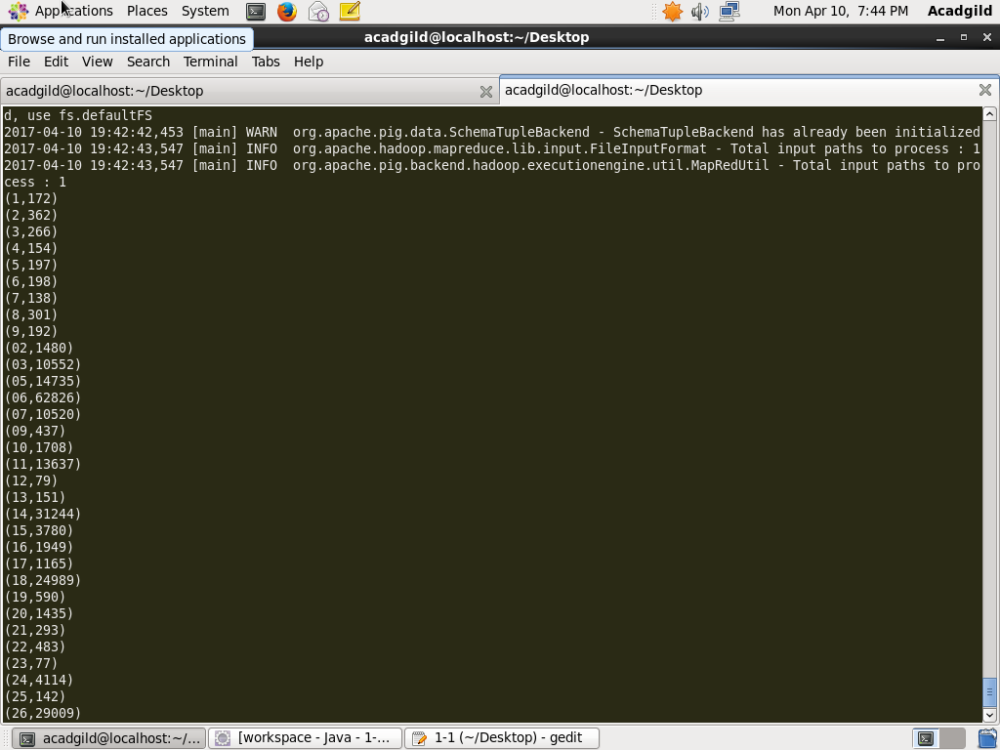 Applications Places System Mon Apr 10, 7:44 PM Acadgild
Browse and run installed applications
acadgild@localhost:~/Desktop
File Edit View Search Terminal Tabs Help
acadgild@localhost:~/Desktop
acadgild@localhost:~/Desktop
d, use fs.defaultFS
2017-04-10 19:42:42,453 [main] WARN  org.apache.pig.data.SchemaTupleBackend - SchemaTupleBackend has already been initialized
2017-04-10 19:42:43,547 [main] INFO  org.apache.hadoop.mapreduce.lib.input.FileInputFormat - Total input paths to process : 1
2017-04-10 19:42:43,547 [main] INFO  org.apache.pig.backend.hadoop.executionengine.util.MapRedUtil - Total input paths to pro
cess : 1
(1,172)
(2,362)
(3,266)
(4,154)
(5,197)
(6,198)
(7,138)
(8,301)
(9,192)
(02,1480)
(03,10552)
(05,14735)
(06,62826)
(07,10520)
(09,437)
(10,1708)
(11,13637)
(12,79)
(13,151)
(14,31244)
(15,3780)
(16,1949)
(17,1165)
(18,24989)
(19,590)
(20,1435)
(21,293)
(22,483)
(23,77)
(24,4114)
(25,142)
(26,29009)
acadgild@localhost:~/... [workspace - Java - 1-... 1-1 (~/Desktop) - gedit